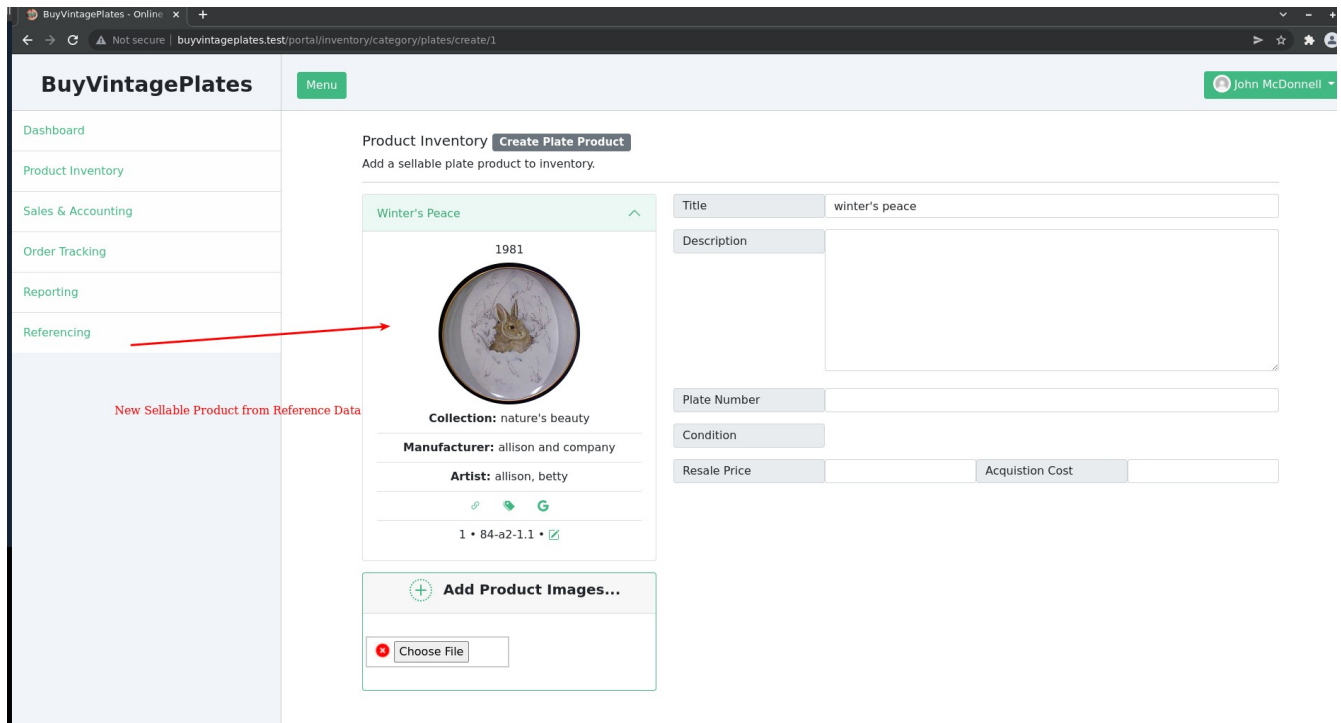 BuyVintagePlates - Online
Not secure | buyvintageplates.test/portal/inventory/category/plates/create/1
BuyVintagePlates
Menu
John McDonnell
Dashboard
Product Inventory
Sales & Accounting
Order Tracking
Reporting
Referencing
New Sellable Product from Reference Data
Product Inventory Create Plate Product
Add a sellable plate product to inventory.
Winter's Peace
1981
Collection: nature's beauty
Manufacturer: allison and company
Artist: allison, betty
G
1 • 84-a2-1.1 •
Add Product Images...
Choose File
Title winter's peace
Description
Plate Number
Condition
Resale Price Acquistion Cost